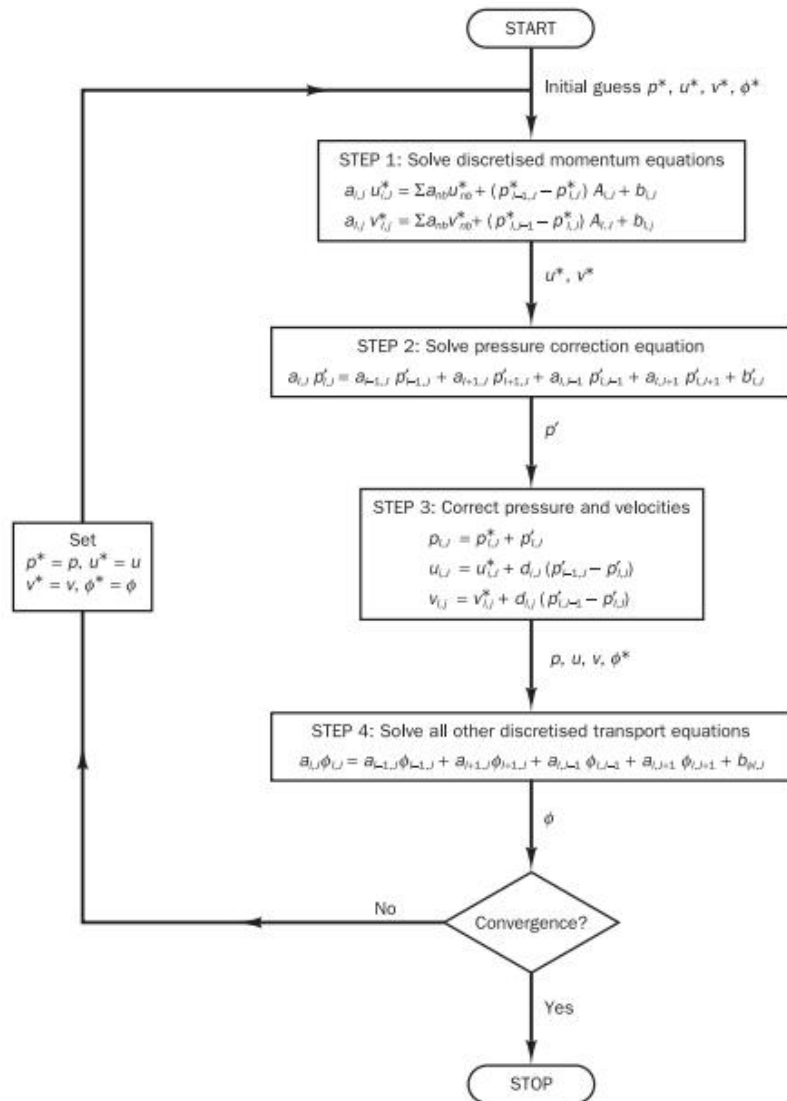 START
Initial guess p*, u*, v*, ϕ*
STEP 1: Solve discretised momentum equations
a_{i,J} u*_{i,J} = Σa_{nb}u*_{nb} + (p*_{I–1,J} – p*_{I,J}) A_{i,J} + b_{i,J}
a_{I,j} v*_{I,j} = Σa_{nb}v*_{nb} + (p*_{I,J–1} – p*_{I,J}) A_{I,j} + b_{I,j}
u*, v*
STEP 2: Solve pressure correction equation
a_{I,J} p′_{I,J} = a_{I–1,J} p′_{I–1,J} + a_{I+1,J} p′_{I+1,J} + a_{I,J–1} p′_{I,J–1} + a_{I,J+1} p′_{I,J+1} + b′_{I,J}
p′
STEP 3: Correct pressure and velocities
p_{I,J} = p*_{I,J} + p′_{I,J}
u_{i,J} = u*_{i,J} + d_{i,J} (p′_{I–1,J} – p′_{I,J})
v_{I,j} = v*_{I,j} + d_{I,j} (p′_{I,J–1} – p′_{I,J})
Set
p* = p, u* = u
v* = v, ϕ* = ϕ
p, u, v, ϕ*
STEP 4: Solve all other discretised transport equations
a_{I,J}ϕ_{I,J} = a_{I–1,J}ϕ_{I–1,J} + a_{I+1,J}ϕ_{I+1,J} + a_{I,J–1} ϕ_{I,J–1} + a_{I,J+1} ϕ_{I,J+1} + b_{ϕI,J}
ϕ
No
Convergence?
Yes
STOP